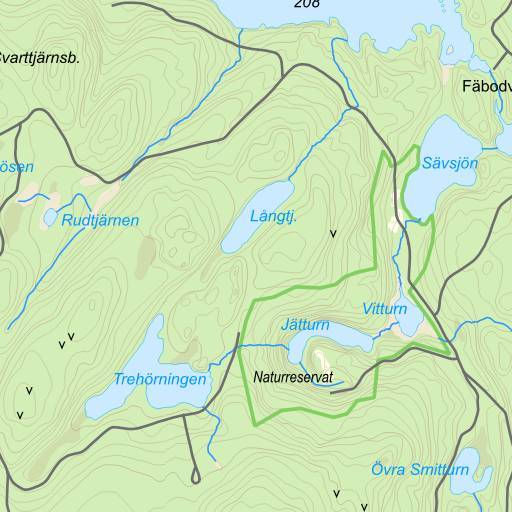 208
Svarttjärnsb.
Fäbodv
Sävsjön
ösen
Rudtjärnen
Långtj.
Vitturn
Jätturn
Trehörningen
Naturreservat
Övra Smitturn